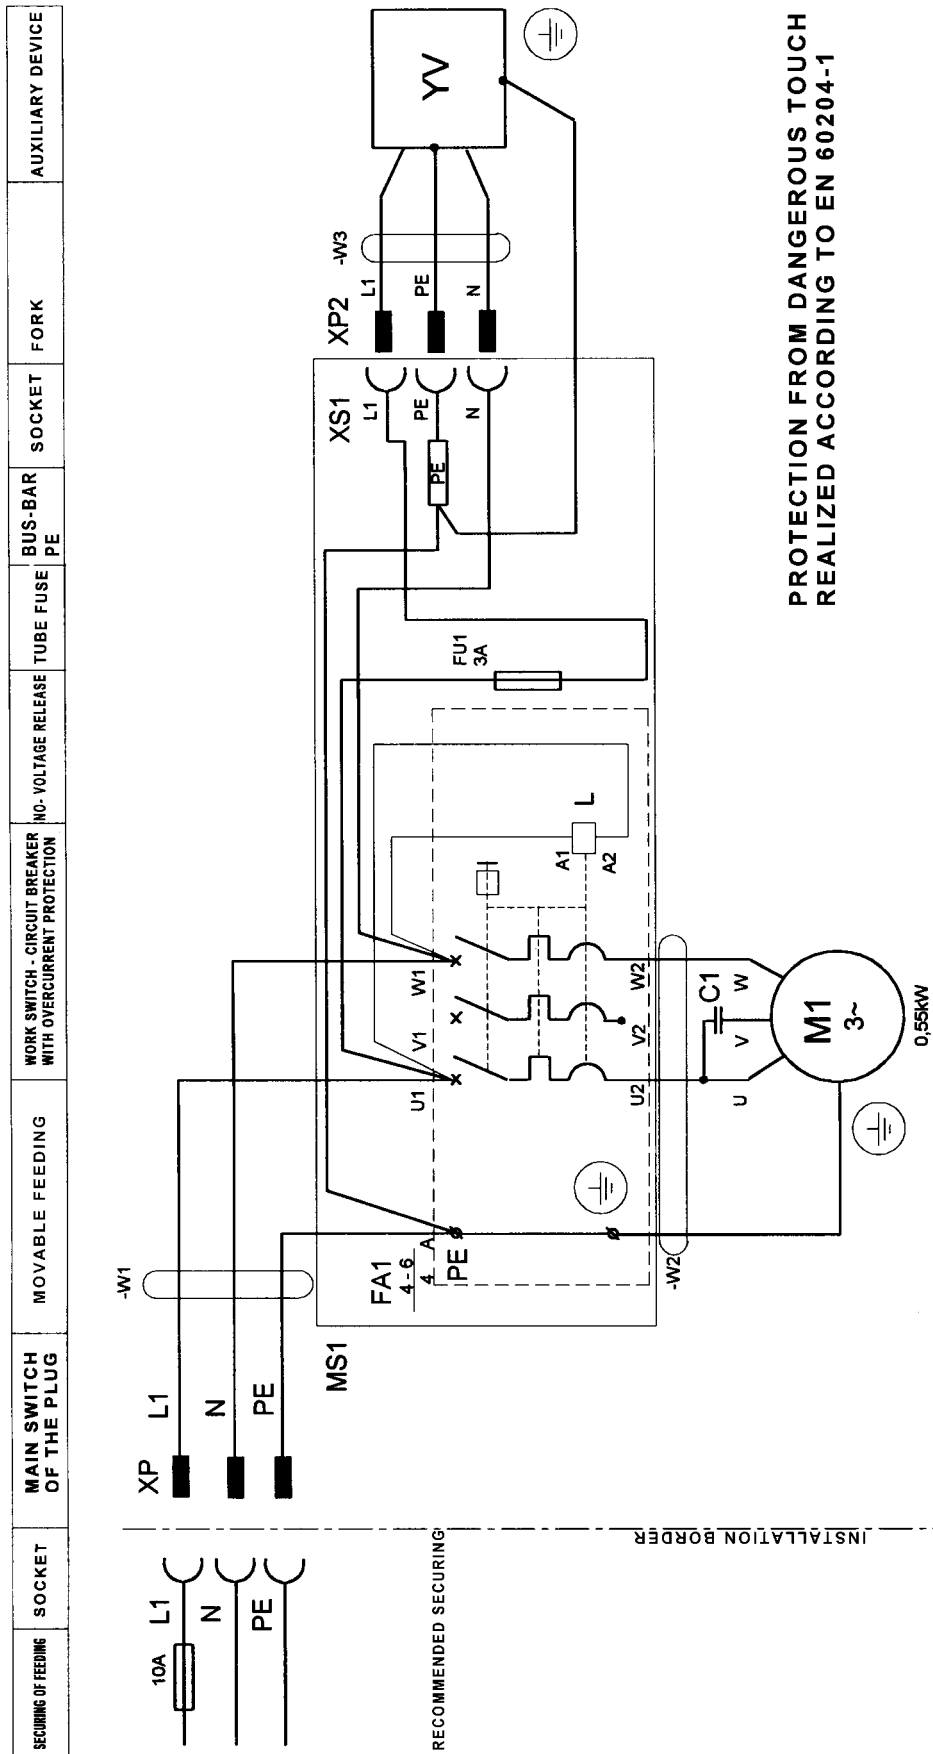 SECURING OF FEEDING
SOCKET
MAIN SWITCH
OF THE PLUG
MOVABLE FEEDING
WORK SWITCH - CIRCUIT BREAKER
WITH OVERCURRENT PROTECTION
NO- VOLTAGE RELEASE
TUBE FUSE
BUS-BAR
PE
SOCKET
FORK
AUXILIARY DEVICE
10A
L1
N
PE
XP
L1
N
PE
-W1
MS1
FA1
4 - 6
4
A
PE
U1
V1
W1
A1
A2
L
U2
V2
W2
FU1
3A
PE
XS1
L1
PE
N
XP2
L1
PE
N
-W3
YV
-W2
C1
U
V
W
M1
3~
0,55kW
RECOMMENDED SECURING
INSTALLATION BORDER
PROTECTION FROM DANGEROUS TOUCH
REALIZED ACCORDING TO EN 60204-1